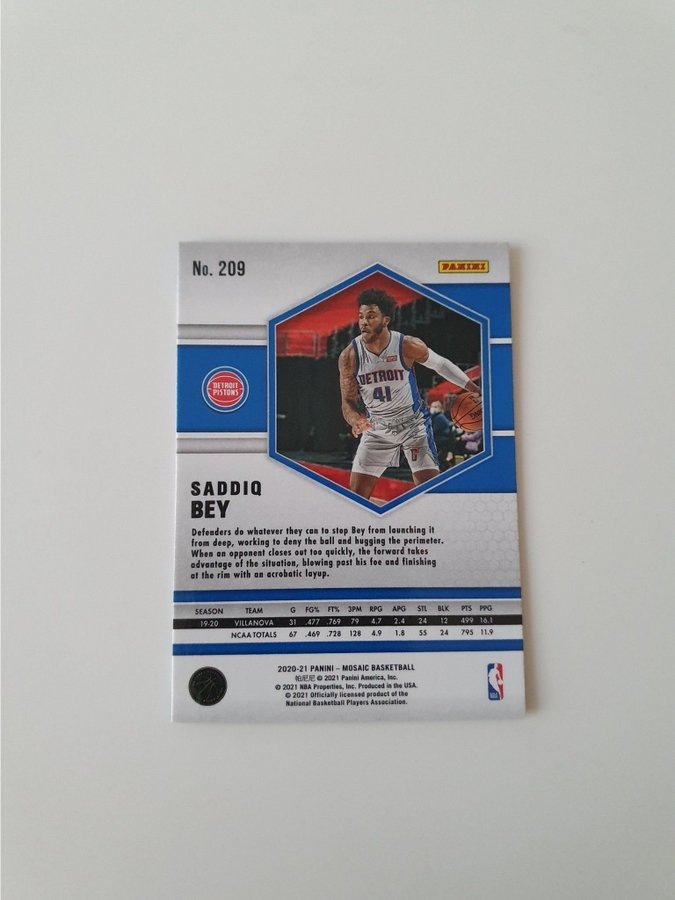 No. 209
PANINI
DETROIT
PISTONS
DETROIT
41
SADDIQ
BEY
Defenders do whatever they can to stop Bey from launching it
from deep, working to deny the ball and hugging the perimeter.
When an opponent closes out too quickly, the forward takes
advantage of the situation, blowing past his foe and finishing
at the rim with an acrobatic layup.
SEASON TEAM G FG% FT% 3PM RPG APG STL BLK PTS PPG
19-20 VILLANOVA 31 .477 .769 79 4.7 2.4 24 12 499 16.1
NCAA TOTALS 67 .469 .728 128 4.9 1.8 55 24 795 11.9
2020-21 PANINI – MOSAIC BASKETBALL
帕尼尼 © 2021 Panini America, Inc.
© 2021 NBA Properties, Inc. Produced in the USA.
© 2021 Officially licensed product of the
National Basketball Players Association.
NBA